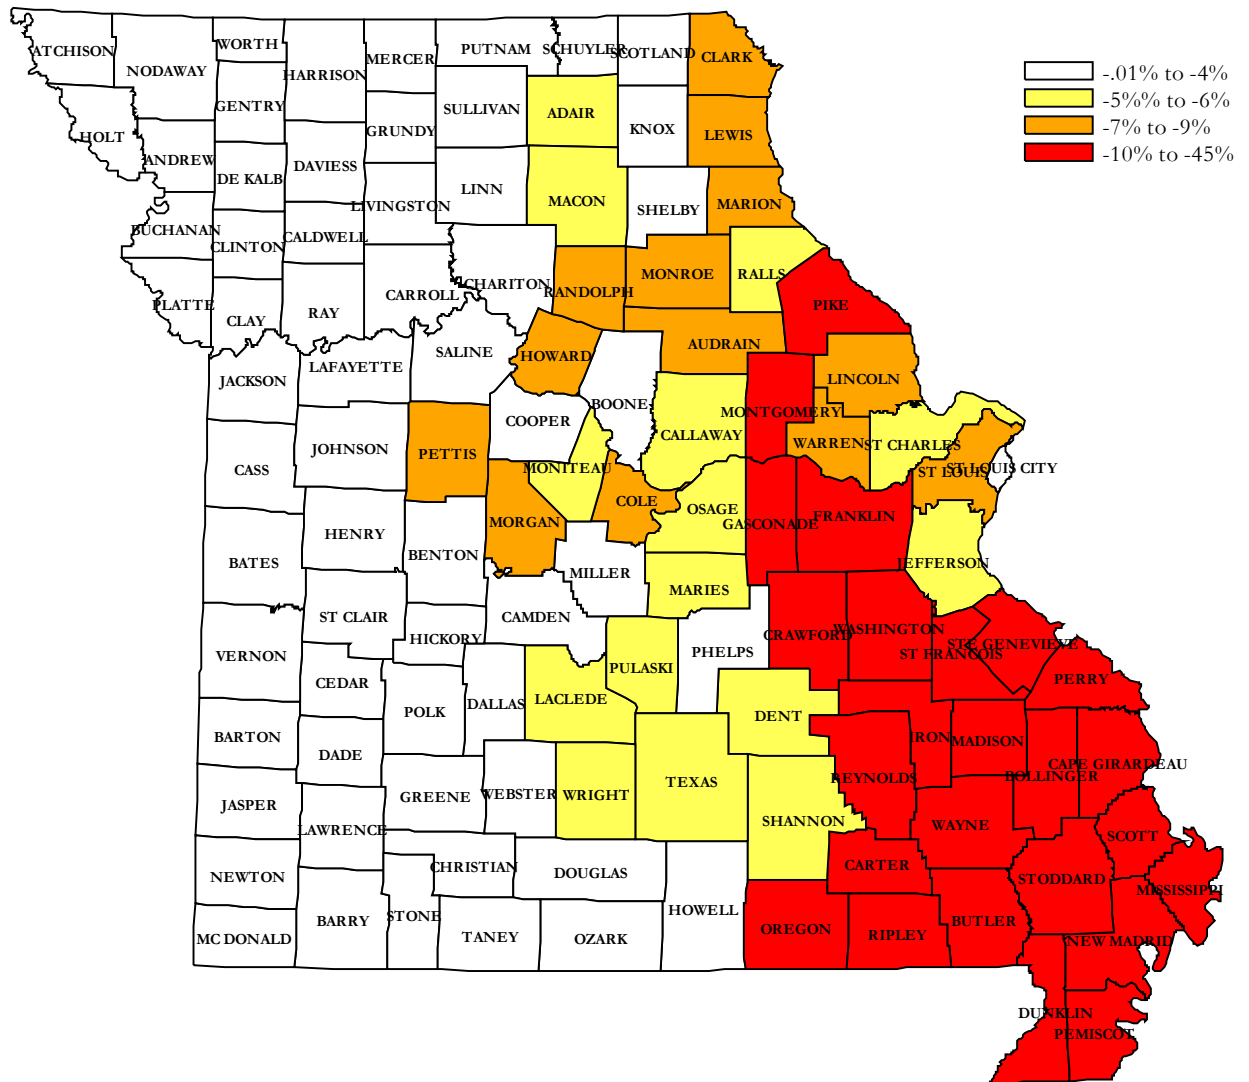 ATCHISON
NODAWAY
WORTH
HARRISON
MERCER
PUTNAM
SCHUYLER
SCOTLAND
CLARK
-.01% to -4%
-5%% to -6%
-7% to -9%
-10% to -45%
HOLT
GENTRY
GRUNDY
SULLIVAN
ADAIR
KNOX
LEWIS
ANDREW
DE KALB
DAVIESS
LIVINGSTON
LINN
MACON
SHELBY
MARION
BUCHANAN
CLINTON
CALDWELL
CHARITON
RANDOLPH
MONROE
RALLS
PLATTE
CLAY
RAY
CARROLL
PIKE
JACKSON
LAFAYETTE
SALINE
HOWARD
AUDRAIN
LINCOLN
BOONE
COOPER
CALLAWAY
MONTGOMERY
WARREN
ST CHARLES
ST LOUIS
ST LOUIS CITY
CASS
JOHNSON
PETTIS
MONITEAU
COLE
OSAGE
GASCONADE
FRANKLIN
JEFFERSON
BATES
HENRY
BENTON
MORGAN
MILLER
MARIES
ST CLAIR
HICKORY
CAMDEN
CRAWFORD
WASHINGTON
ST FRANCOIS
STE GENEVIEVE
VERNON
CEDAR
PULASKI
PHELPS
PERRY
POLK
DALLAS
LACLEDE
DENT
BARTON
DADE
IRON
MADISON
BOLLINGER
CAPE GIRARDEAU
JASPER
GREENE
WEBSTER
WRIGHT
TEXAS
REYNOLDS
LAWRENCE
SHANNON
WAYNE
SCOTT
NEWTON
CHRISTIAN
DOUGLAS
CARTER
STODDARD
MISSISSIPPI
MC DONALD
BARRY
STONE
TANEY
OZARK
HOWELL
OREGON
RIPLEY
BUTLER
NEW MADRID
DUNKLIN
PEMISCOT